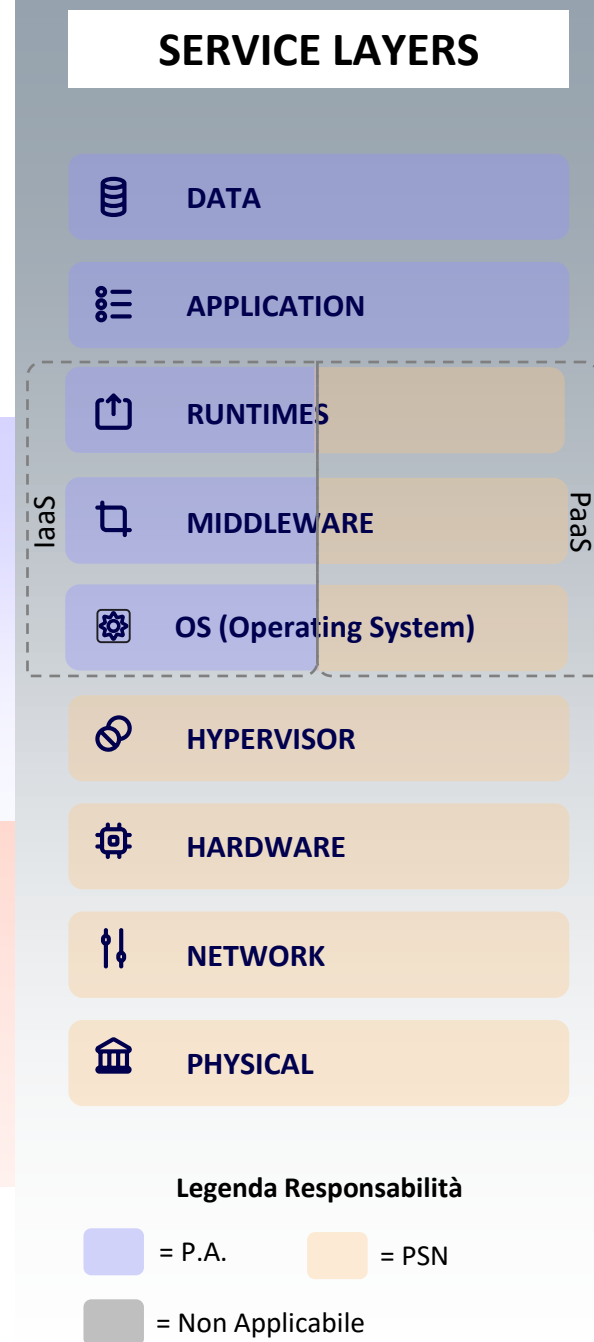 SERVICE LAYERS
DATA
APPLICATION
RUNTIMES
MIDDLEWARE
OS (Operating System)
IaaS
PaaS
HYPERVISOR
HARDWARE
NETWORK
PHYSICAL
Legenda Responsabilità
= P.A.
= PSN
= Non Applicabile